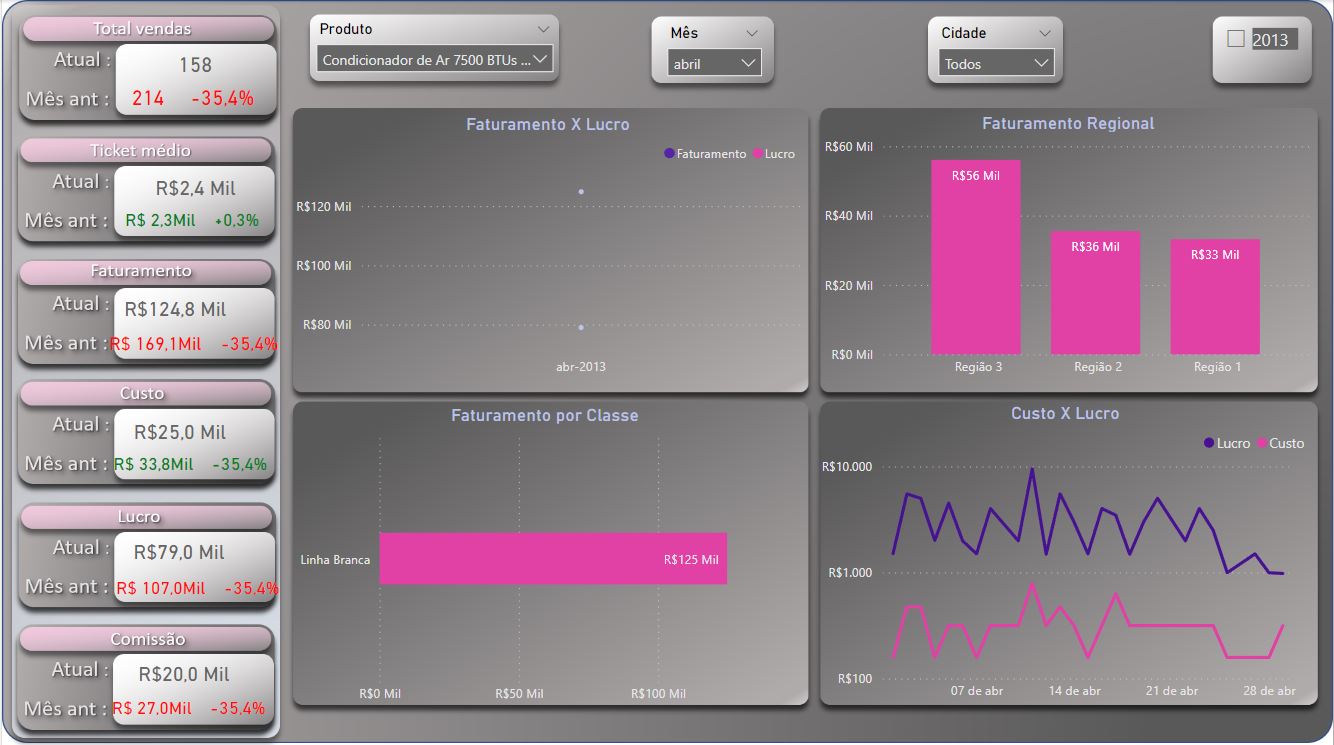 Total vendas
Atual : 158
Mês ant : 214 -35,4%
Ticket médio
Atual : R$2,4 Mil
Mês ant : R$ 2,3Mil +0,3%
Faturamento
Atual : R$124,8 Mil
Mês ant : R$ 169,1Mil -35,4%
Custo
Atual : R$25,0 Mil
Mês ant : R$ 33,8Mil -35,4%
Lucro
Atual : R$79,0 Mil
Mês ant : R$ 107,0Mil -35,4%
Comissão
Atual : R$20,0 Mil
Mês ant : R$ 27,0Mil -35,4%
Produto
Condicionador de Ar 7500 BTUs ...
Mês
abril
Cidade
Todos
2013
Faturamento X Lucro
Faturamento Lucro
R$120 Mil
R$100 Mil
R$80 Mil
abr-2013
Faturamento Regional
R$60 Mil
R$40 Mil
R$20 Mil
R$0 Mil
R$56 Mil
R$36 Mil
R$33 Mil
Região 3 Região 2 Região 1
Faturamento por Classe
Linha Branca R$125 Mil
R$0 Mil R$50 Mil R$100 Mil
Custo X Lucro
Lucro Custo
R$10.000
R$1.000
R$100
07 de abr 14 de abr 21 de abr 28 de abr